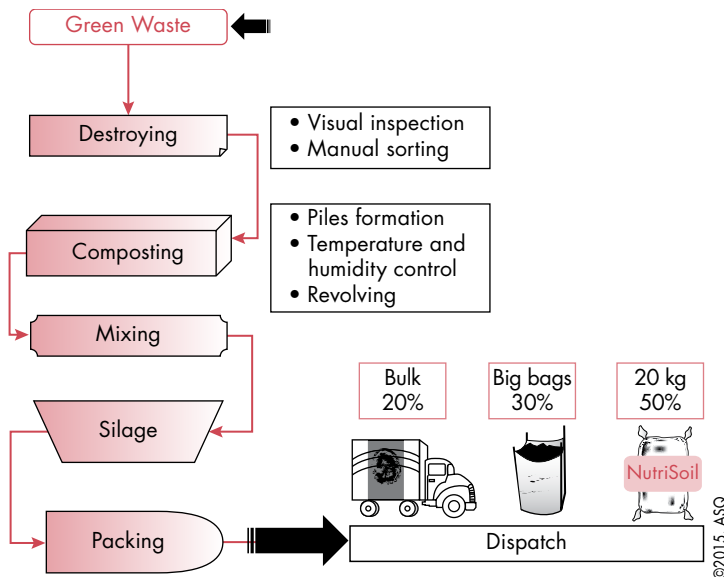 Green Waste
Destroying
• Visual inspection
• Manual sorting
Composting
• Piles formation
• Temperature and
humidity control
• Revolving
Mixing
Silage
Packing
Bulk
20%
Big bags
30%
20 kg
50%
NutriSoil
Dispatch
©2015, ASQ